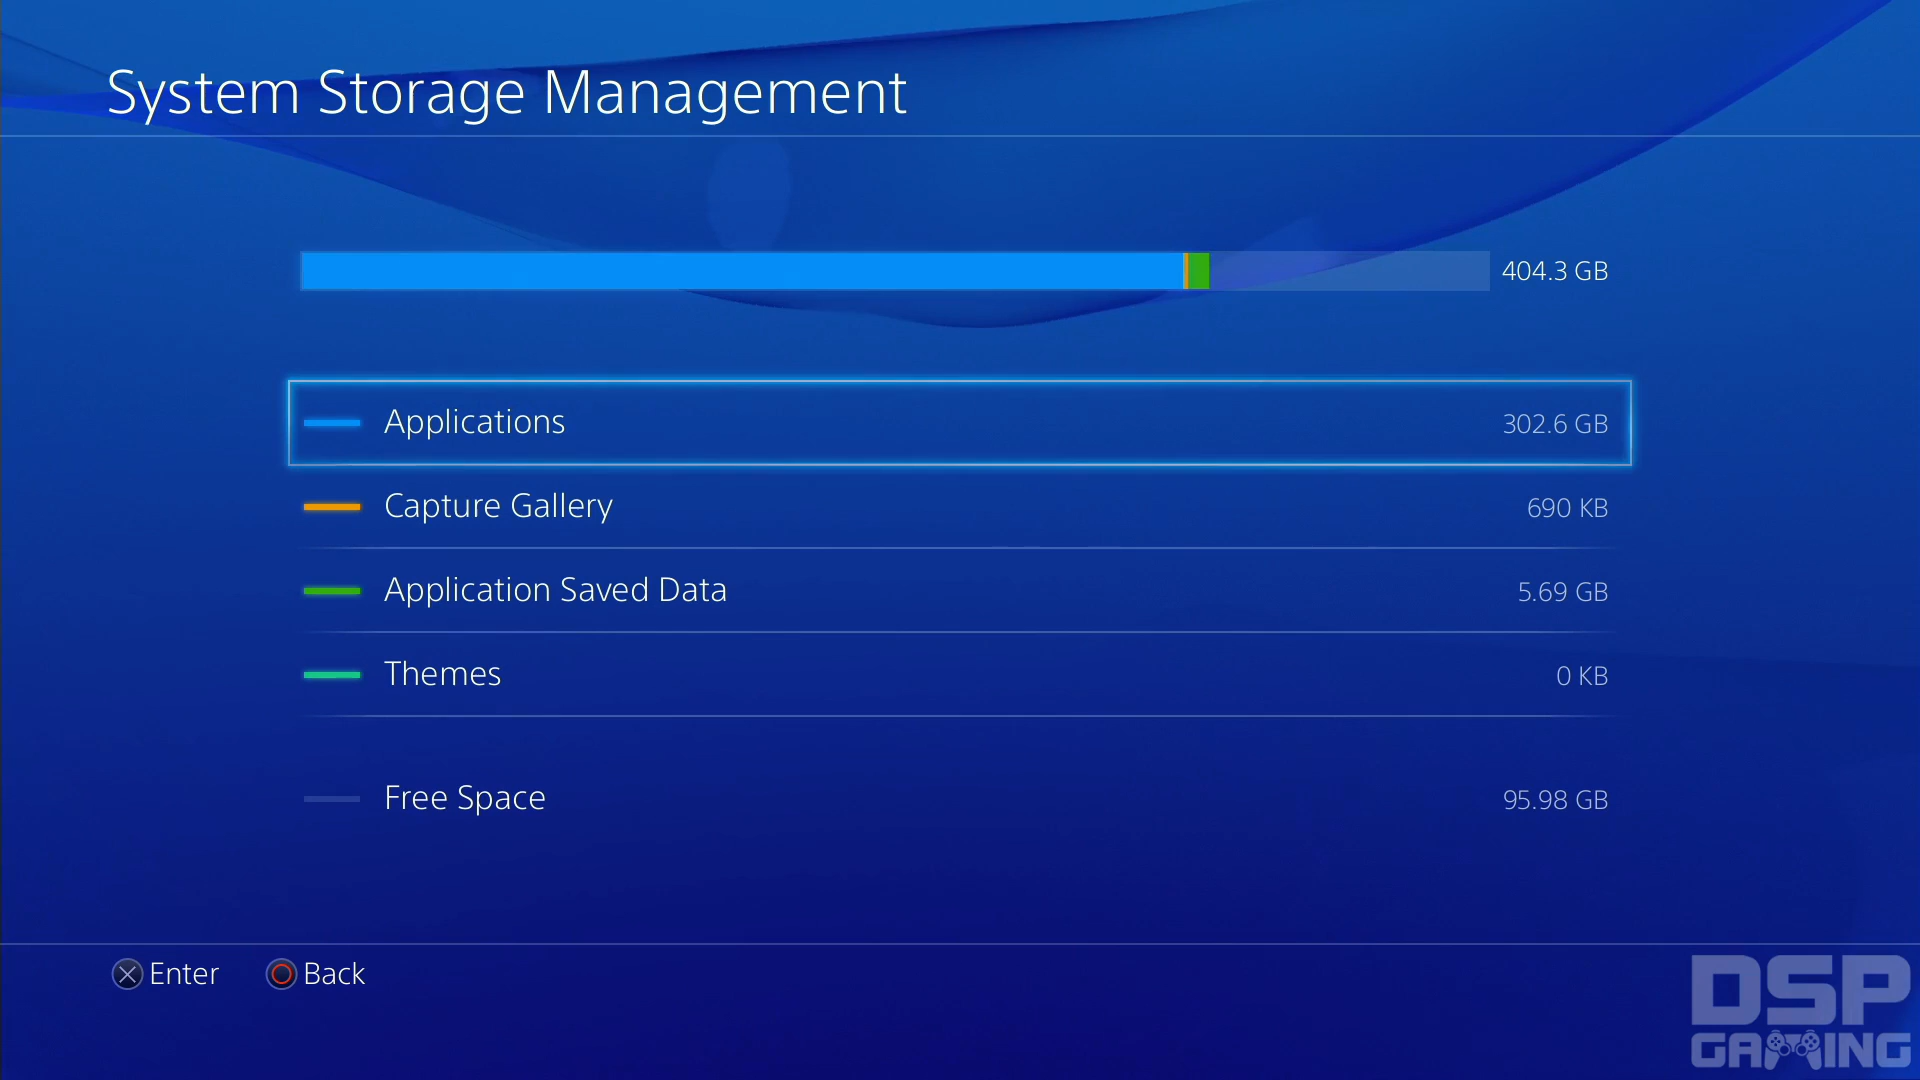 System Storage Management
404.3 GB
Applications 302.6 GB
Capture Gallery 690 KB
Application Saved Data 5.69 GB
Themes 0 KB
Free Space 95.98 GB
Enter Back
DSP
GAMING